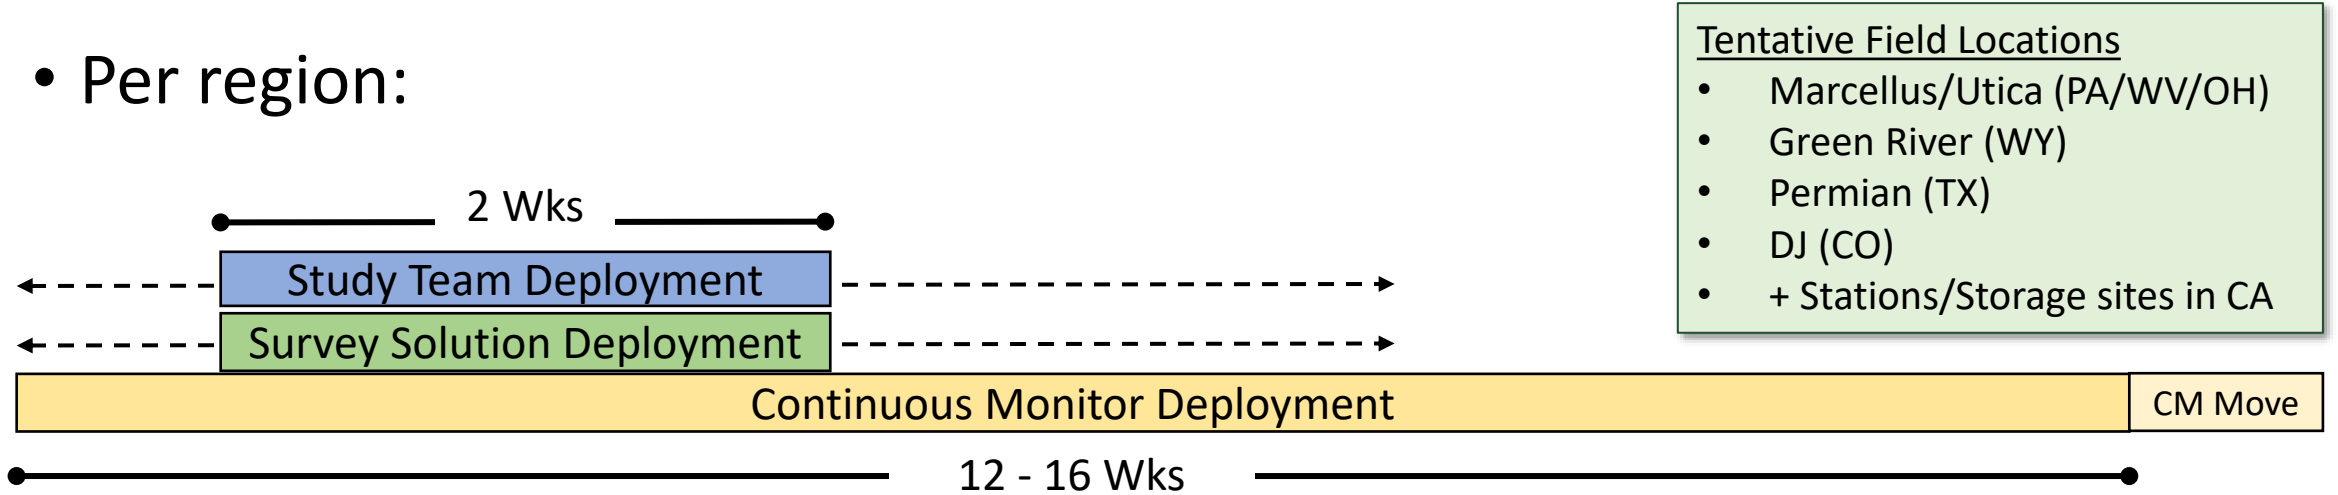 • Per region:
2 Wks
Study Team Deployment
Survey Solution Deployment
Continuous Monitor Deployment
CM Move
12 - 16 Wks
Tentative Field Locations
• Marcellus/Utica (PA/WV/OH)
• Green River (WY)
• Permian (TX)
• DJ (CO)
• + Stations/Storage sites in CA